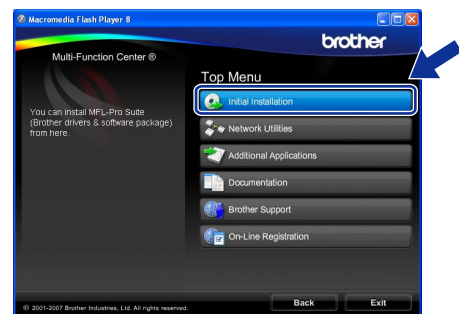 Macromedia Flash Player 8
brother
Multi-Function Center ®
Top Menu
You can install MFL-Pro Suite
(Brother drivers & software package)
from here.
Initial Installation
Network Utilities
Additional Applications
Documentation
Brother Support
On-Line Registration
© 2001-2007 Brother Industries, Ltd. All rights reserved.
Back
Exit